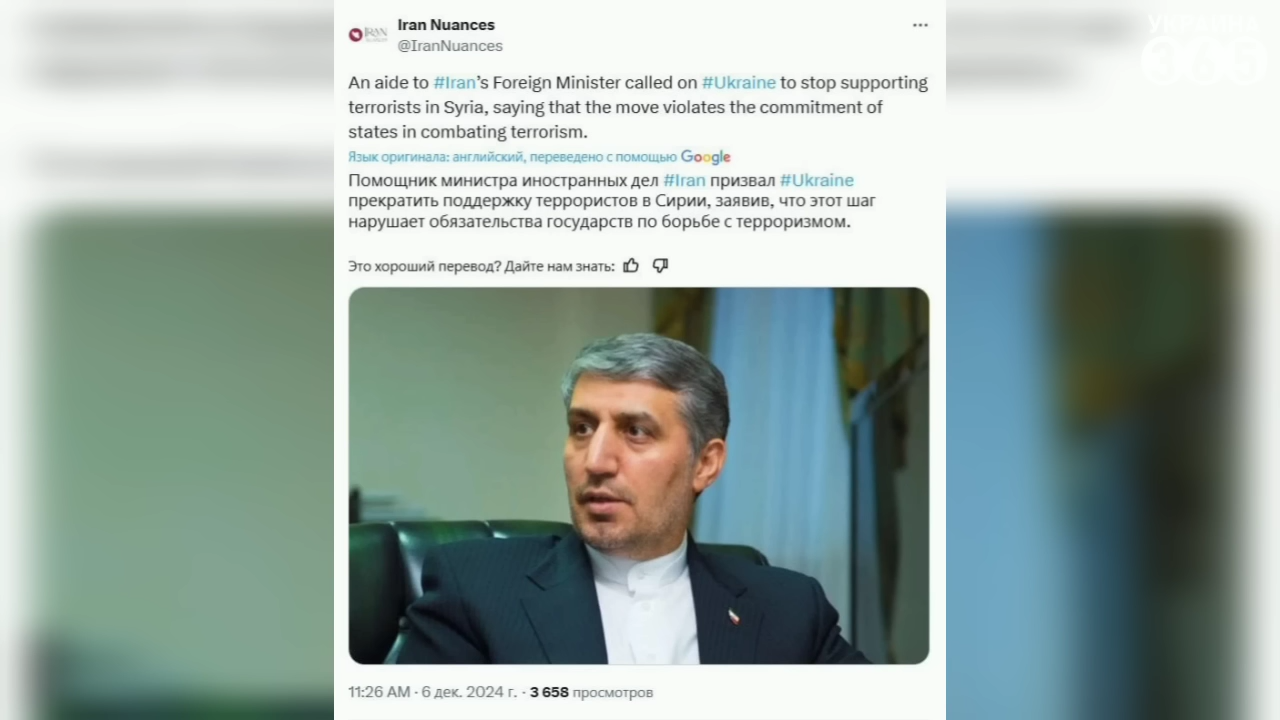 Iran Nuances
@IranNuances
IRAN
An aide to #Iran’s Foreign Minister called on #Ukraine to stop supporting
terrorists in Syria, saying that the move violates the commitment of
states in combating terrorism.
Язык оригинала: английский, переведено с помощью Google
Помощник министра иностранных дел #Iran призвал #Ukraine
прекратить поддержку террористов в Сирии, заявив, что этот шаг
нарушает обязательства государств по борьбе с терроризмом.
Это хороший перевод? Дайте нам знать:
11:26 AM · 6 дек. 2024 г. · 3 658 просмотров
УКРАИНА
365